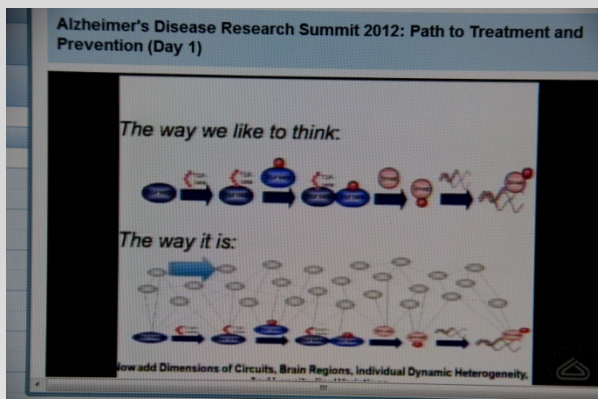 Alzheimer's Disease Research Summit 2012: Path to Treatment and
Prevention (Day 1)
The way we like to think:
The way it is:
Now add Dimensions of Circuits, Brain Regions, Individual Dynamic Heterogeneity,